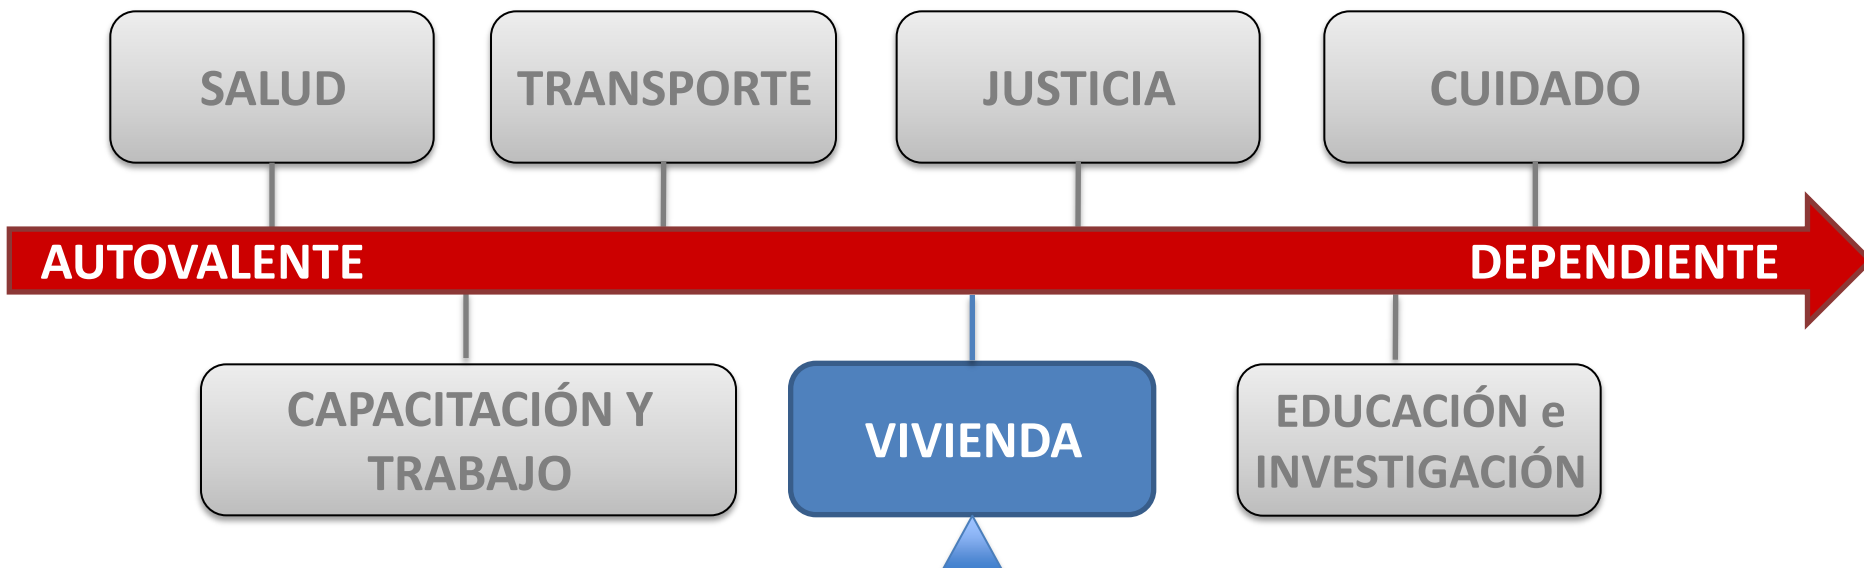 SALUD
TRANSPORTE
JUSTICIA
CUIDADO
AUTOVALENTE
DEPENDIENTE
CAPACITACIÓN Y
TRABAJO
VIVIENDA
EDUCACIÓN e
INVESTIGACIÓN